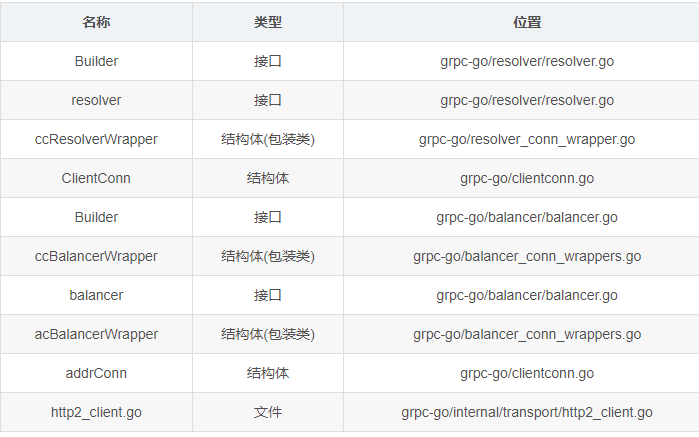 名称 类型 位置
Builder 接口 grpc-go/resolver/resolver.go
resolver 接口 grpc-go/resolver/resolver.go
ccResolverWrapper 结构体(包装类) grpc-go/resolver_conn_wrapper.go
ClientConn 结构体 grpc-go/clientconn.go
Builder 接口 grpc-go/balancer/balancer.go
ccBalancerWrapper 结构体(包装类) grpc-go/balancer_conn_wrappers.go
balancer 接口 grpc-go/balancer/balancer.go
acBalancerWrapper 结构体(包装类) grpc-go/balancer_conn_wrappers.go
addrConn 结构体 grpc-go/clientconn.go
http2_client.go 文件 grpc-go/internal/transport/http2_client.go